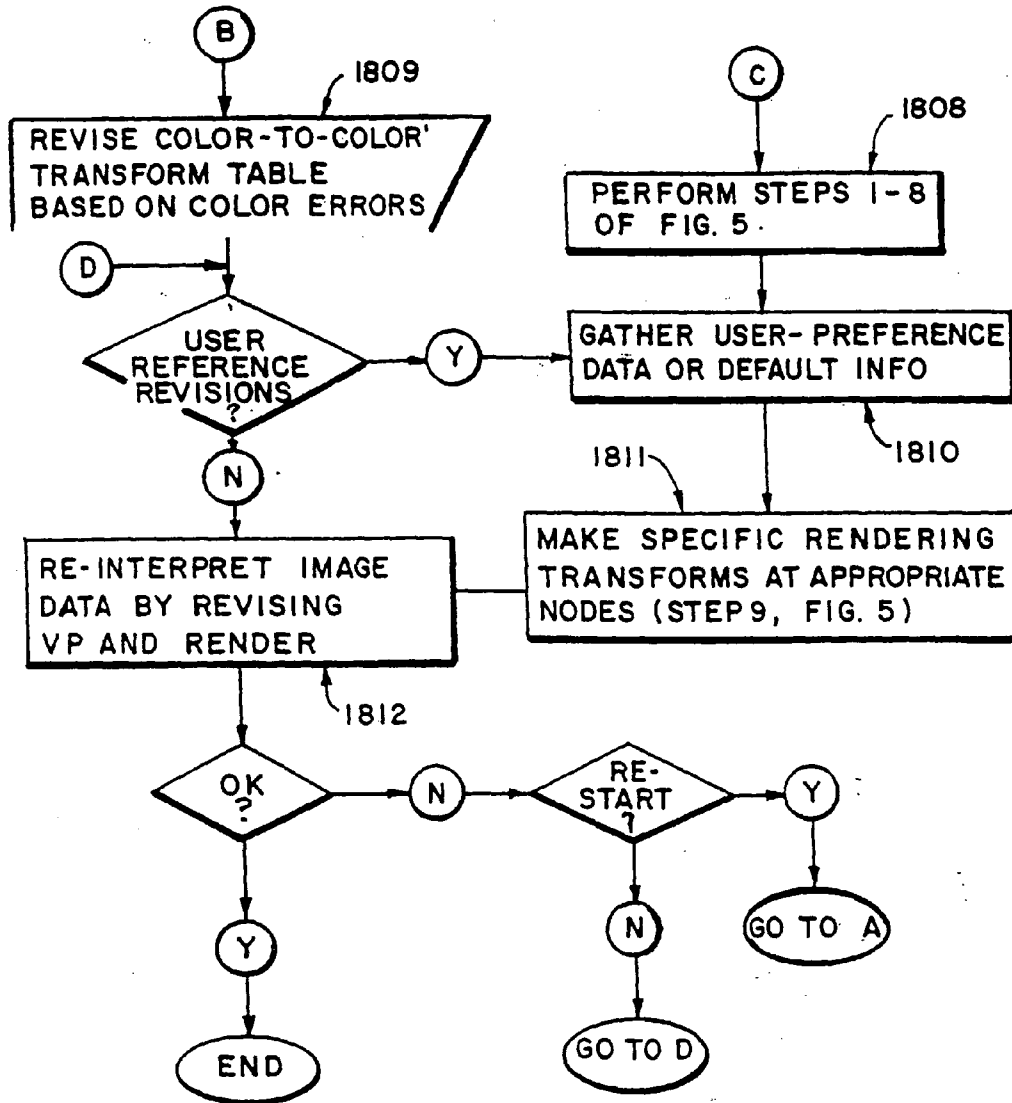 B
1809
REVISE COLOR-TO-COLOR'
TRANSFORM TABLE
BASED ON COLOR ERRORS
D
USER
REFERENCE
REVISIONS
?
Y
N
C
1808
PERFORM STEPS 1-8
OF FIG. 5.
GATHER USER-PREFERENCE
DATA OR DEFAULT INFO
1810
1811
MAKE SPECIFIC RENDERING
TRANSFORMS AT APPROPRIATE
NODES (STEP 9, FIG. 5)
RE-INTERPRET IMAGE
DATA BY REVISING
VP AND RENDER
1812
OK
?
N
RE-
START
?
Y
GO TO A
N
GO TO D
Y
END